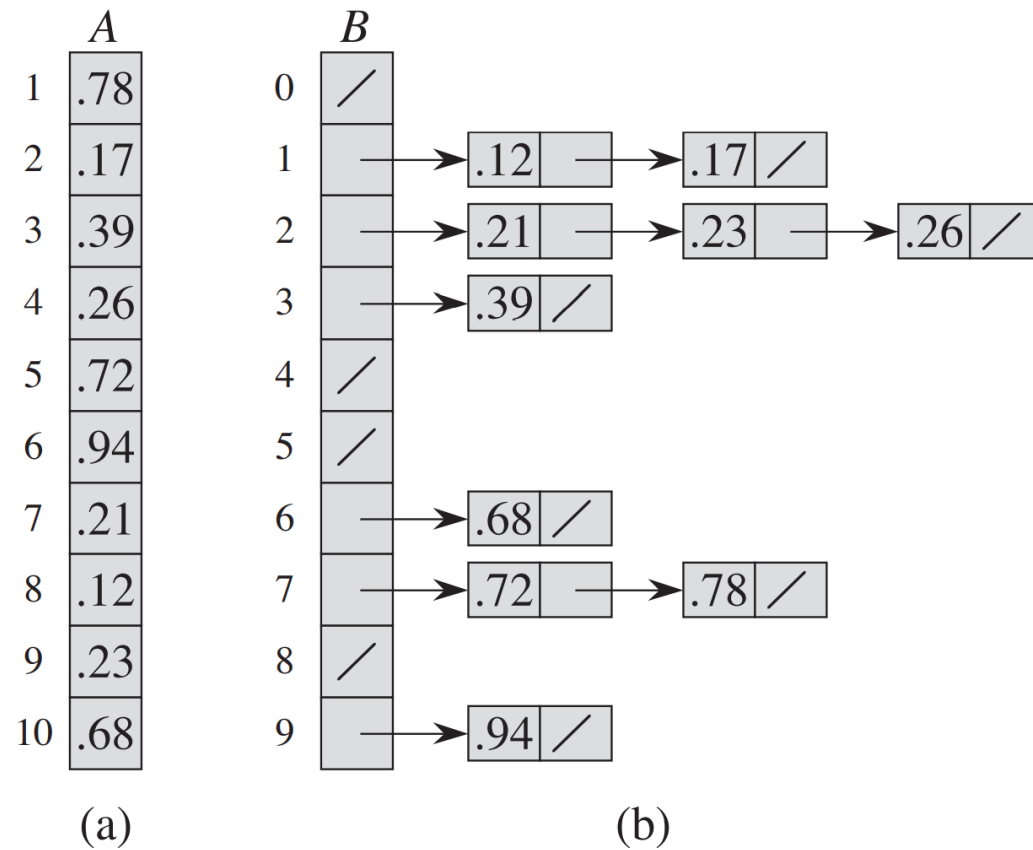 A B
1 .78 0
2 .17 1 .12 .17
3 .39 2 .21 .23 .26
4 .26 3 .39
5 .72 4
6 .94 5
7 .21 6 .68
8 .12 7 .72 .78
9 .23 8
10 .68 9 .94
(a) (b)